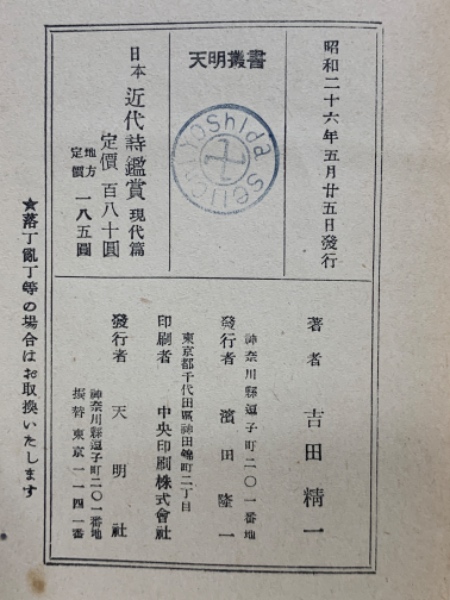 昭和二十六年五月廿五日發行
天明叢書
Seiichi Yoshida
日本 近代詩鑑賞 現代篇
定價 百八十圓
地方定價 一八五圓
著者 吉田精一
神奈川縣逗子町二〇一番地
發行者 濱田隆一
東京都千代田區神田錦町二丁目
印刷者 中央印刷株式會社
發行者 天明社
神奈川縣逗子町二〇一番地
振替東京一一四一番
★落丁亂丁等の場合はお取換いたします